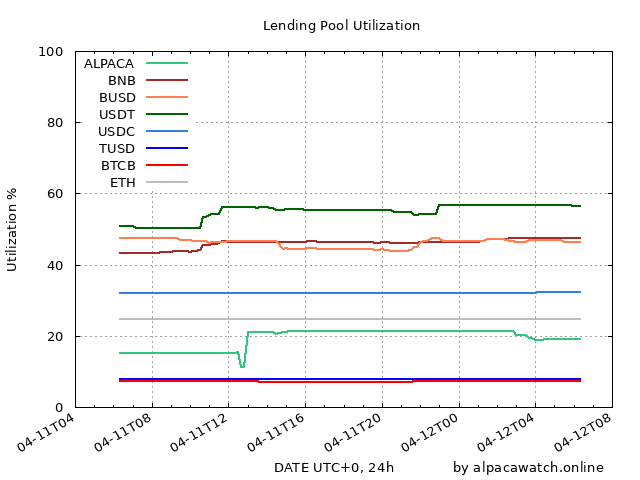 Lending Pool Utilization
100
80
60
40
20
0
Utilization %
ALPACA
BNB
BUSD
USDT
USDC
TUSD
BTCB
ETH
04-11T04
04-11T08
04-11T12
04-11T16
04-11T20
04-12T00
04-12T04
04-12T08
DATE UTC+0, 24h
by alpacawatch.online